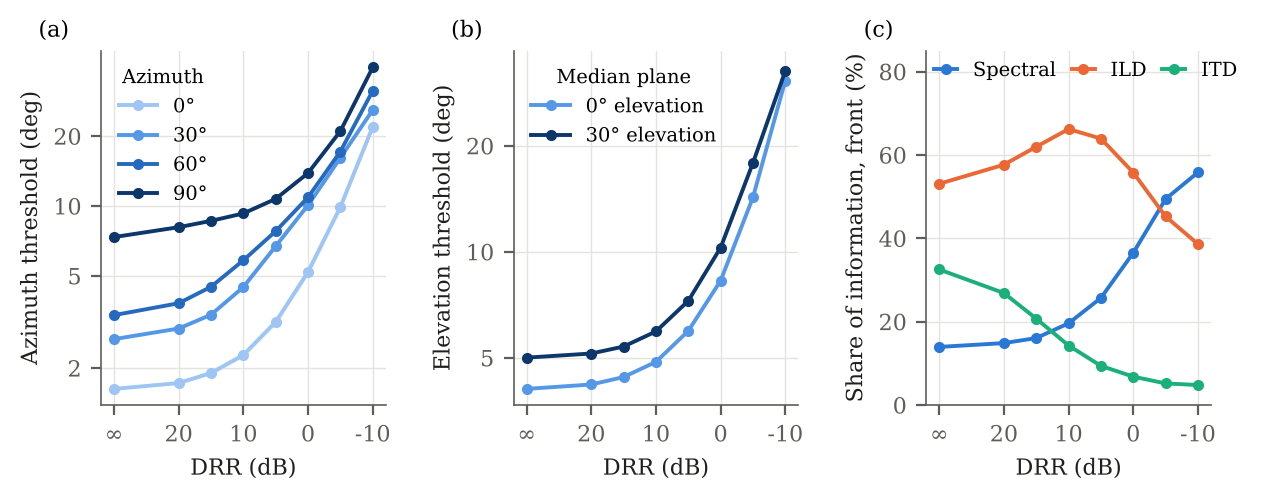 (a)
Azimuth
0°
30°
60°
90°
20
10
5
2
∞ 20 10 0 -10
DRR (dB)
Azimuth threshold (deg)
(b)
Median plane
0° elevation
30° elevation
20
10
5
∞ 20 10 0 -10
DRR (dB)
Elevation threshold (deg)
(c)
Spectral ILD ITD
80
60
40
20
0
∞ 20 10 0 -10
DRR (dB)
Share of information, front (%)